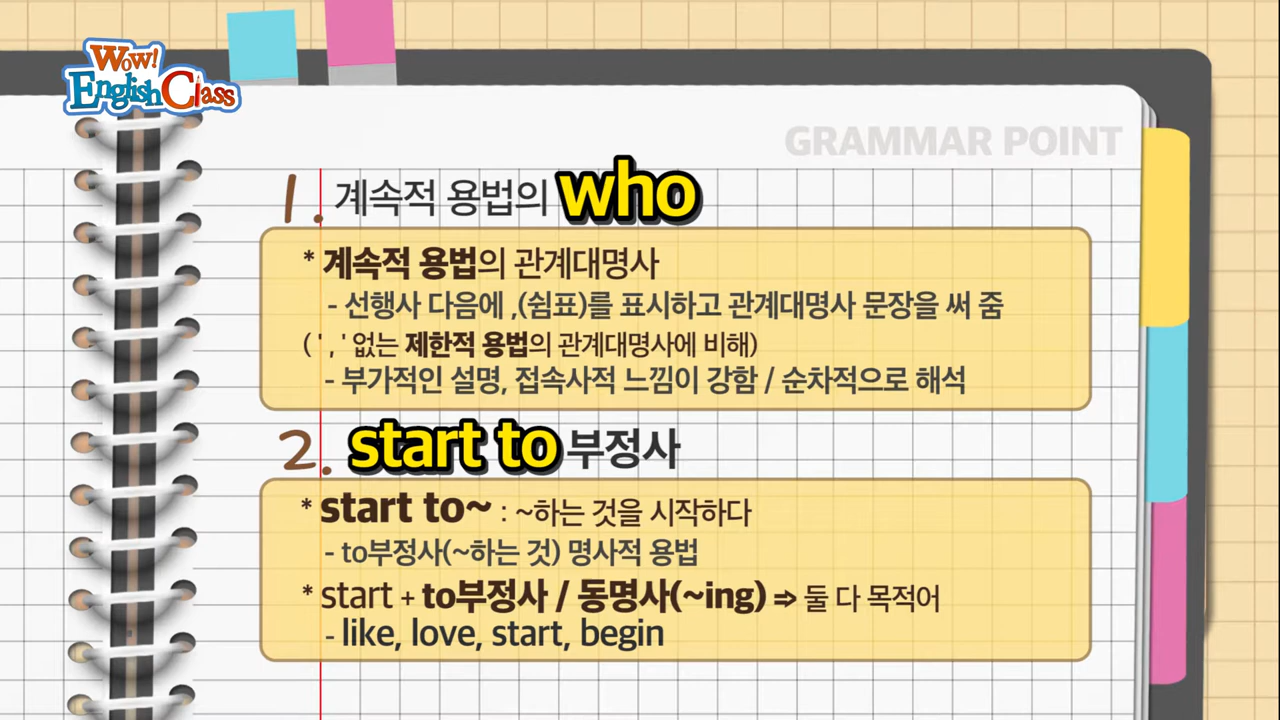 Wow!
English Class
GRAMMAR POINT
1. 계속적 용법의 who
* 계속적 용법의 관계대명사
- 선행사 다음에 ,(쉼표)를 표시하고 관계대명사 문장을 써 줌
( ' , ' 없는 제한적 용법의 관계대명사에 비해)
- 부가적인 설명, 접속사적 느낌이 강함 / 순차적으로 해석
2. start to 부정사
* start to~ : ~하는 것을 시작하다
- to부정사(~하는 것) 명사적 용법
* start + to부정사 / 동명사(~ing) ⇒ 둘 다 목적어
- like, love, start, begin